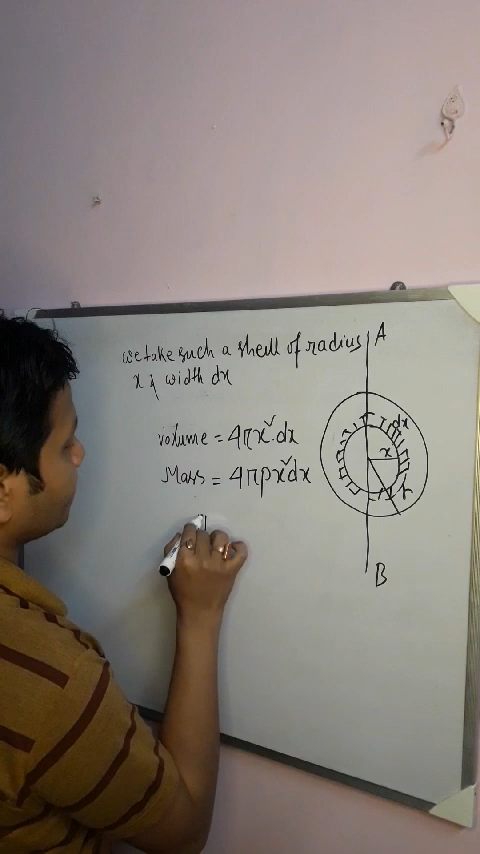 we take such a shell of radius
x & width dx
volume = 4πx².dx
Mass = 4πρx²dx
A
dx
x
r
B